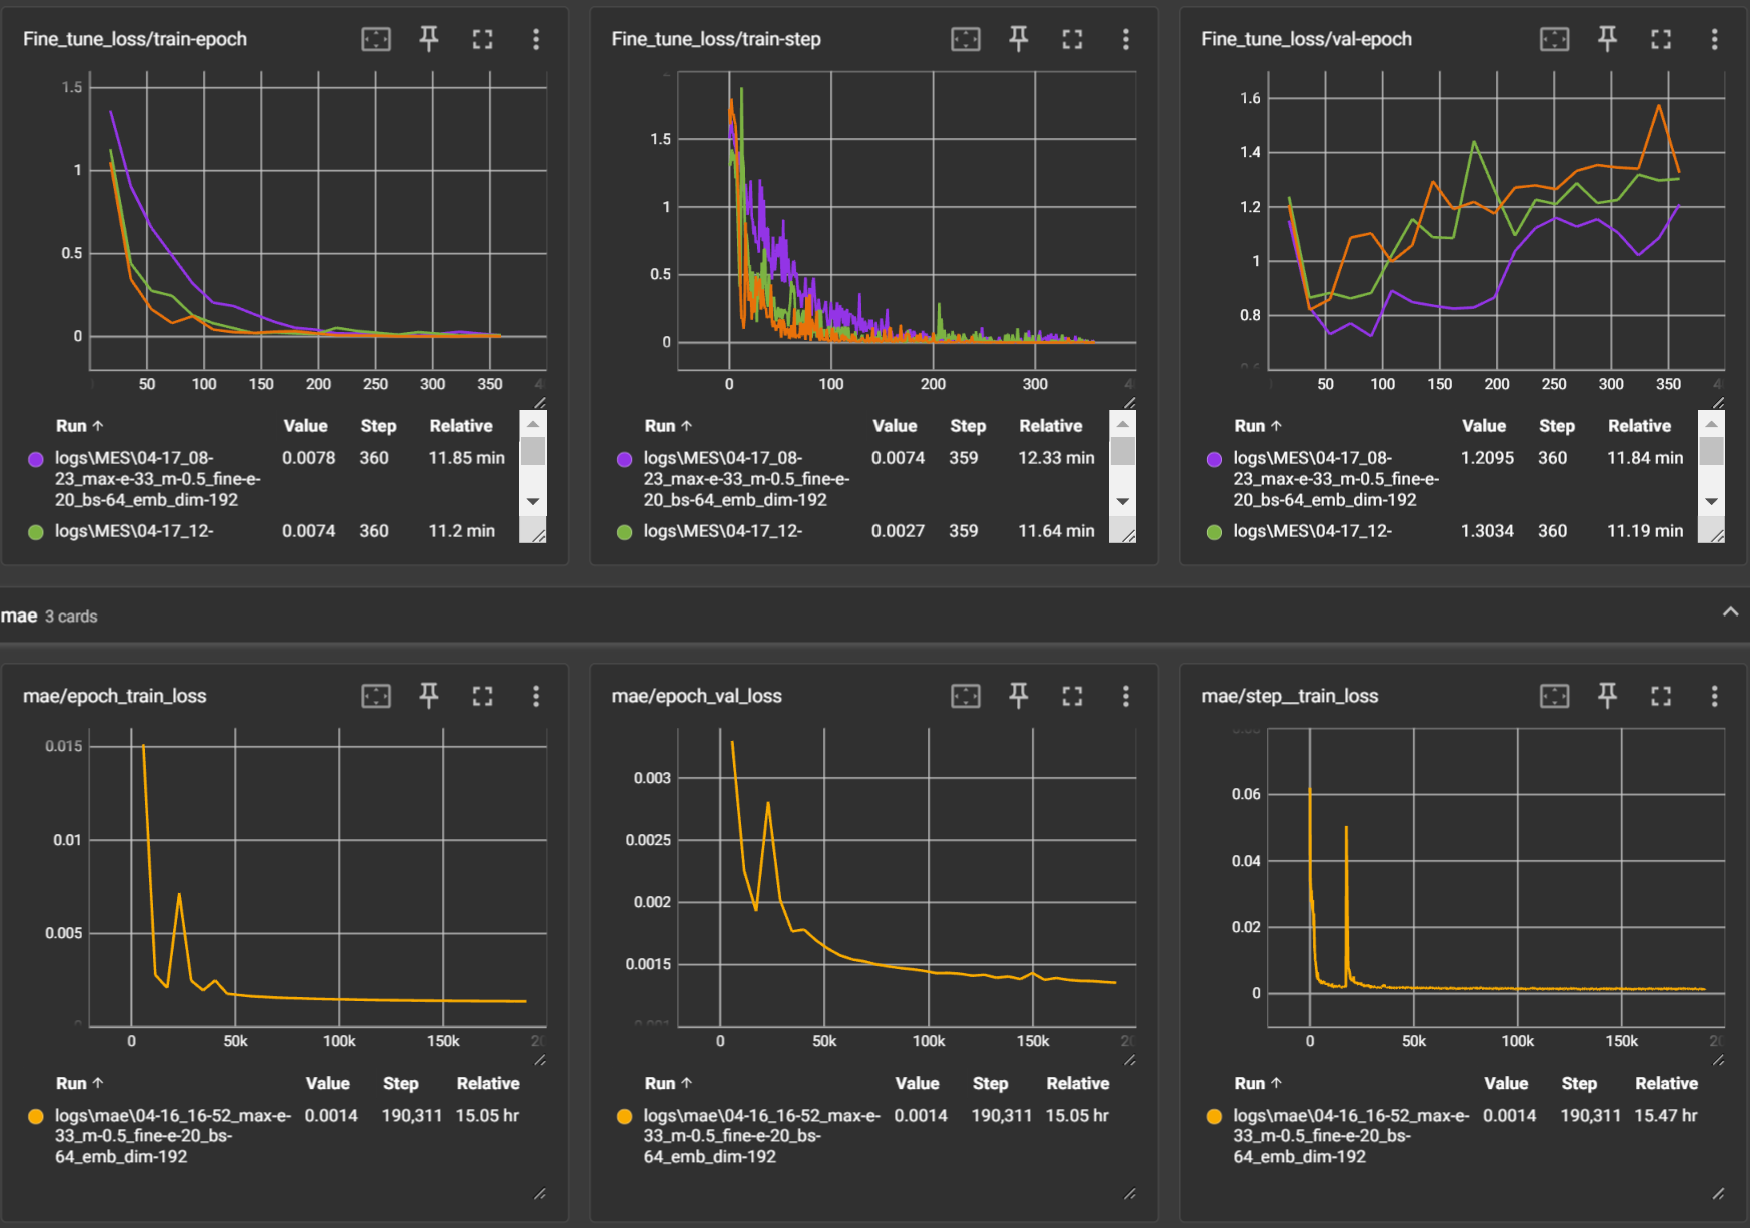 Fine_tune_loss/train-epoch
1.5
1
0.5
0
50 100 150 200 250 300 350
Run ↑ Value Step Relative
logs\MES\04-17_08- 0.0078 360 11.85 min
23_max-e-33_m-0.5_fine-e-
20_bs-64_emb_dim-192
logs\MES\04-17_12- 0.0074 360 11.2 min
Fine_tune_loss/train-step
1.5
1
0.5
0
0 100 200 300
Run ↑ Value Step Relative
logs\MES\04-17_08- 0.0074 359 12.33 min
23_max-e-33_m-0.5_fine-e-
20_bs-64_emb_dim-192
logs\MES\04-17_12- 0.0027 359 11.64 min
Fine_tune_loss/val-epoch
1.6
1.4
1.2
1
0.8
50 100 150 200 250 300 350
Run ↑ Value Step Relative
logs\MES\04-17_08- 1.2095 360 11.84 min
23_max-e-33_m-0.5_fine-e-
20_bs-64_emb_dim-192
logs\MES\04-17_12- 1.3034 360 11.19 min
mae 3 cards
mae/epoch_train_loss
0.015
0.01
0.005
0
0 50k 100k 150k
Run ↑ Value Step Relative
logs\mae\04-16_16-52_max-e- 0.0014 190,311 15.05 hr
33_m-0.5_fine-e-20_bs-
64_emb_dim-192
mae/epoch_val_loss
0.003
0.0025
0.002
0.0015
0 50k 100k 150k
Run ↑ Value Step Relative
logs\mae\04-16_16-52_max-e- 0.0014 190,311 15.05 hr
33_m-0.5_fine-e-20_bs-
64_emb_dim-192
mae/step__train_loss
0.06
0.04
0.02
0
0 50k 100k 150k
Run ↑ Value Step Relative
logs\mae\04-16_16-52_max-e- 0.0014 190,311 15.47 hr
33_m-0.5_fine-e-20_bs-
64_emb_dim-192